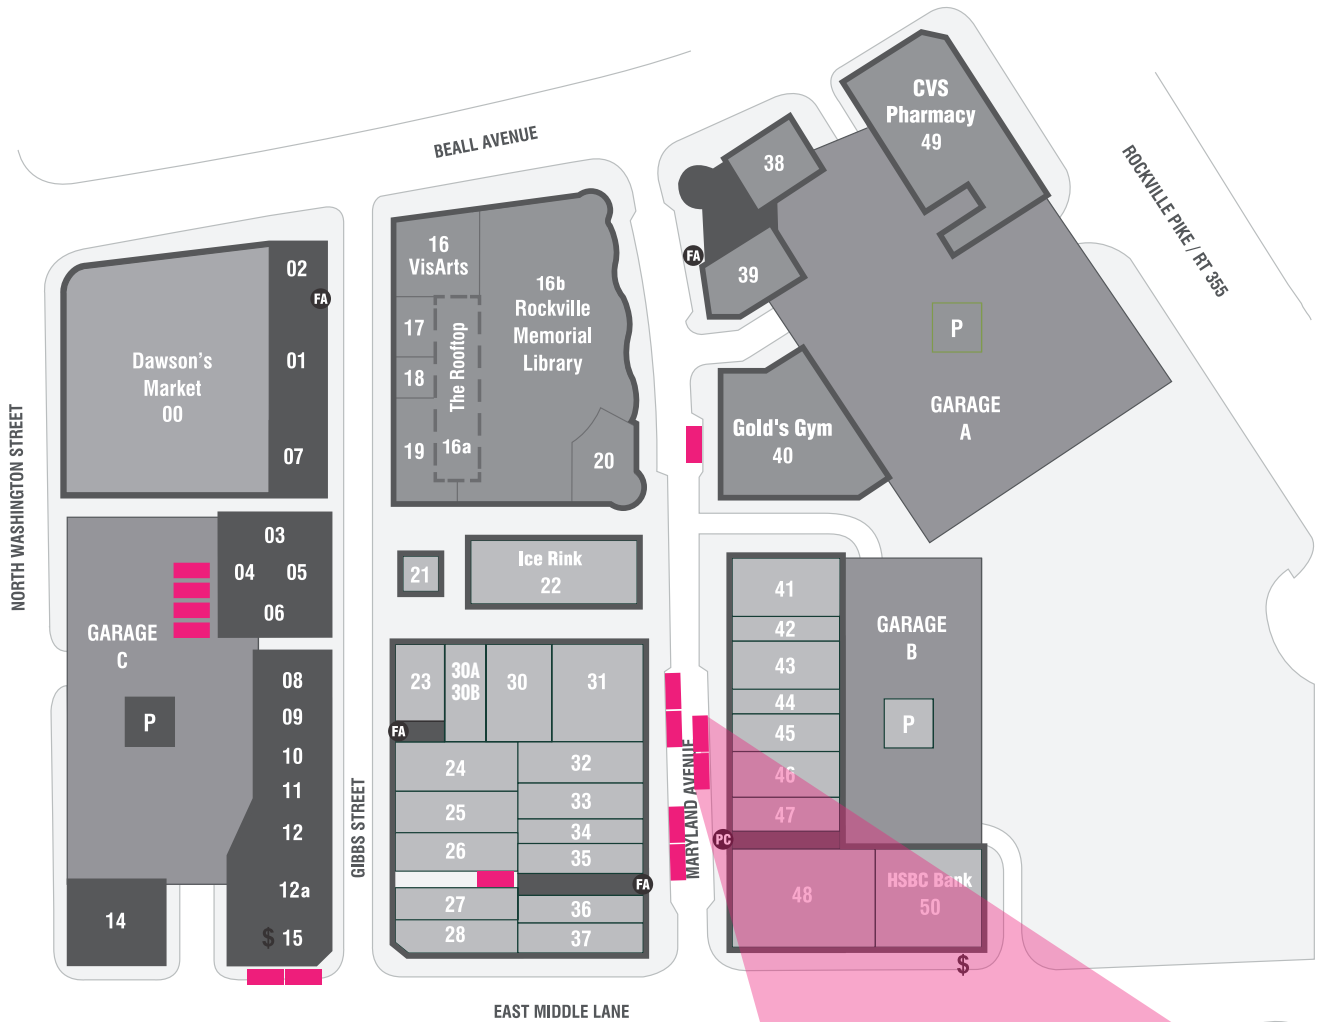 BEALL AVENUE
ROCKVILLE PIKE / RT 355
NORTH WASHINGTON STREET
GIBBS STREET
MARYLAND AVENUE
EAST MIDDLE LANE
02
FA
01
07
Dawson's
Market
00
03
04 05
06
GARAGE
C
P
08
09
10
11
12
12a
$ 15
14
16
VisArts
17
18
19
The Rooftop
16a
16b
Rockville
Memorial
Library
20
21
Ice Rink
22
23
30A
30B
30
31
FA
24
25
26
27
28
32
33
34
35
FA
36
37
38
39
FA
CVS
Pharmacy
49
P
GARAGE
A
Gold's Gym
40
41
42
43
44
45
46
47
PC
48
HSBC Bank
50
$
GARAGE
B
P